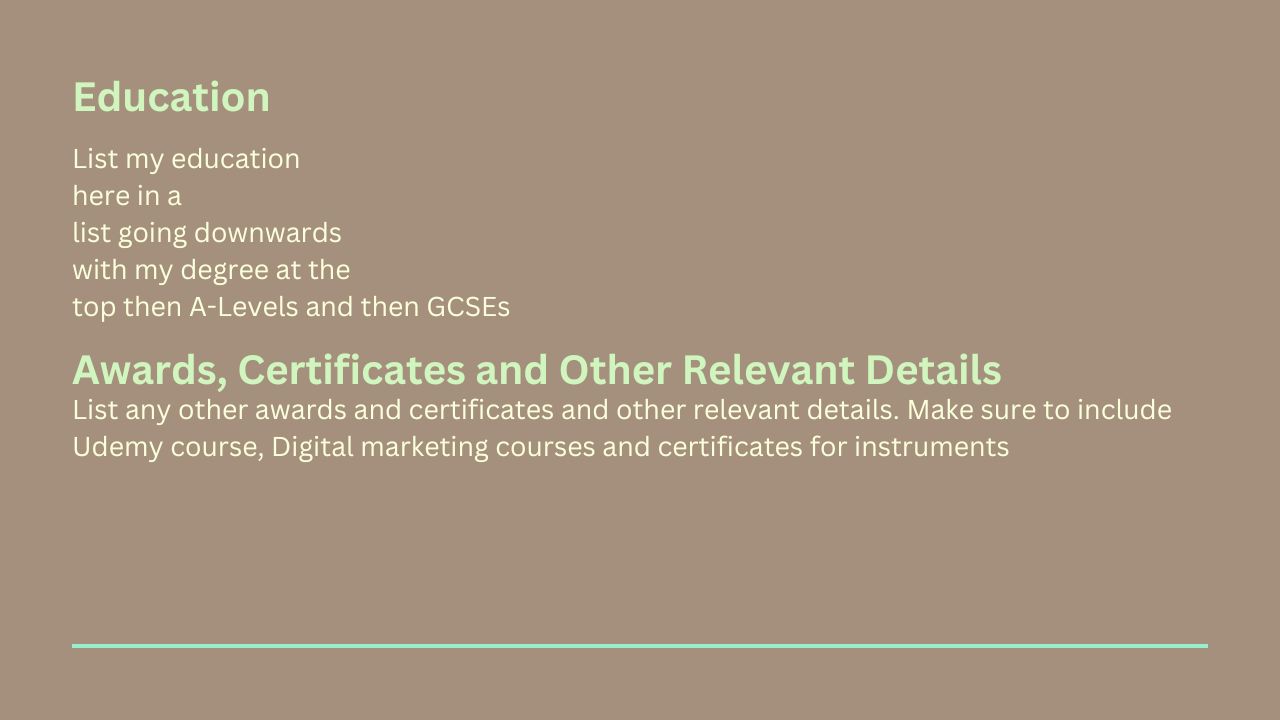 Education
List my education
here in a
list going downwards
with my degree at the
top then A-Levels and then GCSEs
Awards, Certificates and Other Relevant Details
List any other awards and certificates and other relevant details. Make sure to include
Udemy course, Digital marketing courses and certificates for instruments